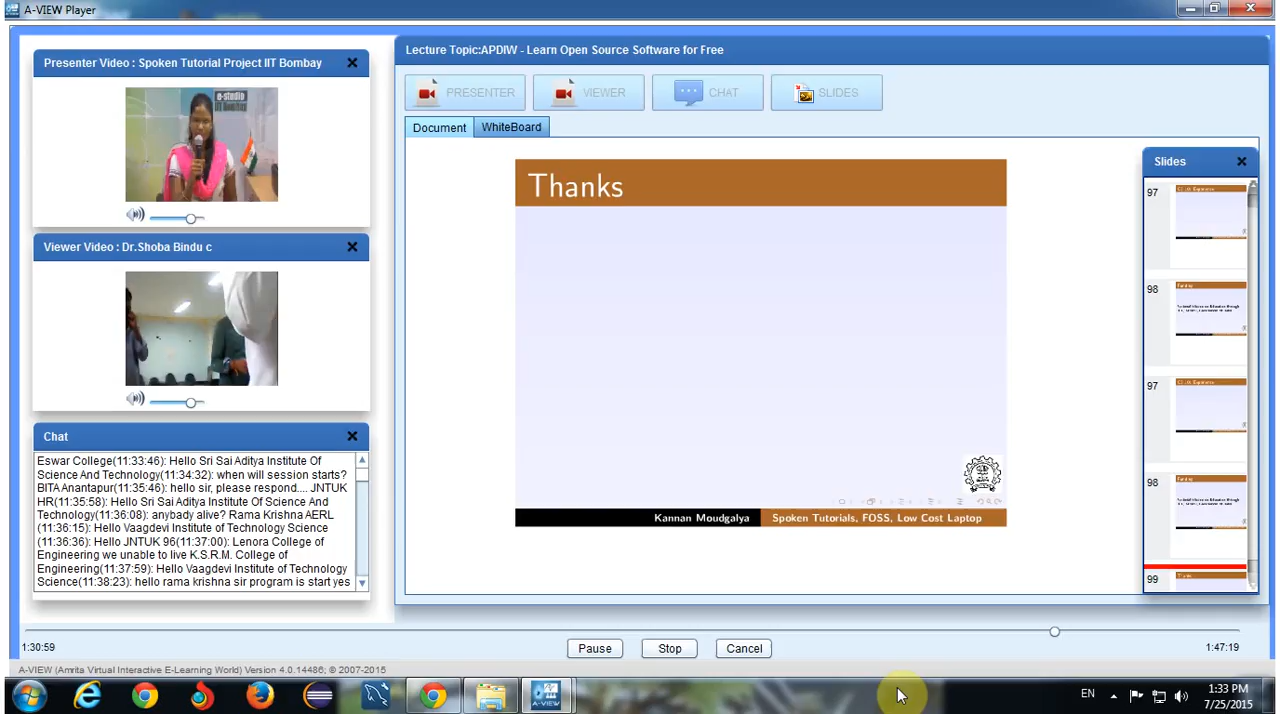 A-VIEW Player
Presenter Video : Spoken Tutorial Project IIT Bombay
e-studio
Viewer Video : Dr.Shoba Bindu c
Chat
Eswar College(11:33:46): Hello Sri Sai Aditya Institute Of
Science And Technology(11:34:32): when will session starts?
BITA Anantapur(11:35:46): hello sir, please respond.... JNTUK
HR(11:35:58): Hello Sri Sai Aditya Institute Of Science And
Technology(11:36:08): anybady alive? Rama Krishna AERL
(11:36:15): Hello Vaagdevi Institute of Technology Science
(11:36:36): Hello JNTUK 96(11:37:00): Lenora College of
Engineering we unable to live K.S.R.M. College of
Engineering(11:37:59): Hello Vaagdevi Institute of Technology
Science(11:38:23): hello rama krishna sir program is start yes
Lecture Topic:APDIW - Learn Open Source Software for Free
PRESENTER
VIEWER
CHAT
SLIDES
Document
WhiteBoard
Thanks
Kannan Moudgalya
Spoken Tutorials, FOSS, Low Cost Laptop
Slides
97
98
Funding
97
98
Funding
99
Thanks
1:30:59
Pause
Stop
Cancel
1:47:19
A-VIEW (Amrita Virtual Interactive E-Learning World) Version 4.0.14486; © 2007-2015
A-VIEW
EN
1:33 PM
7/25/2015